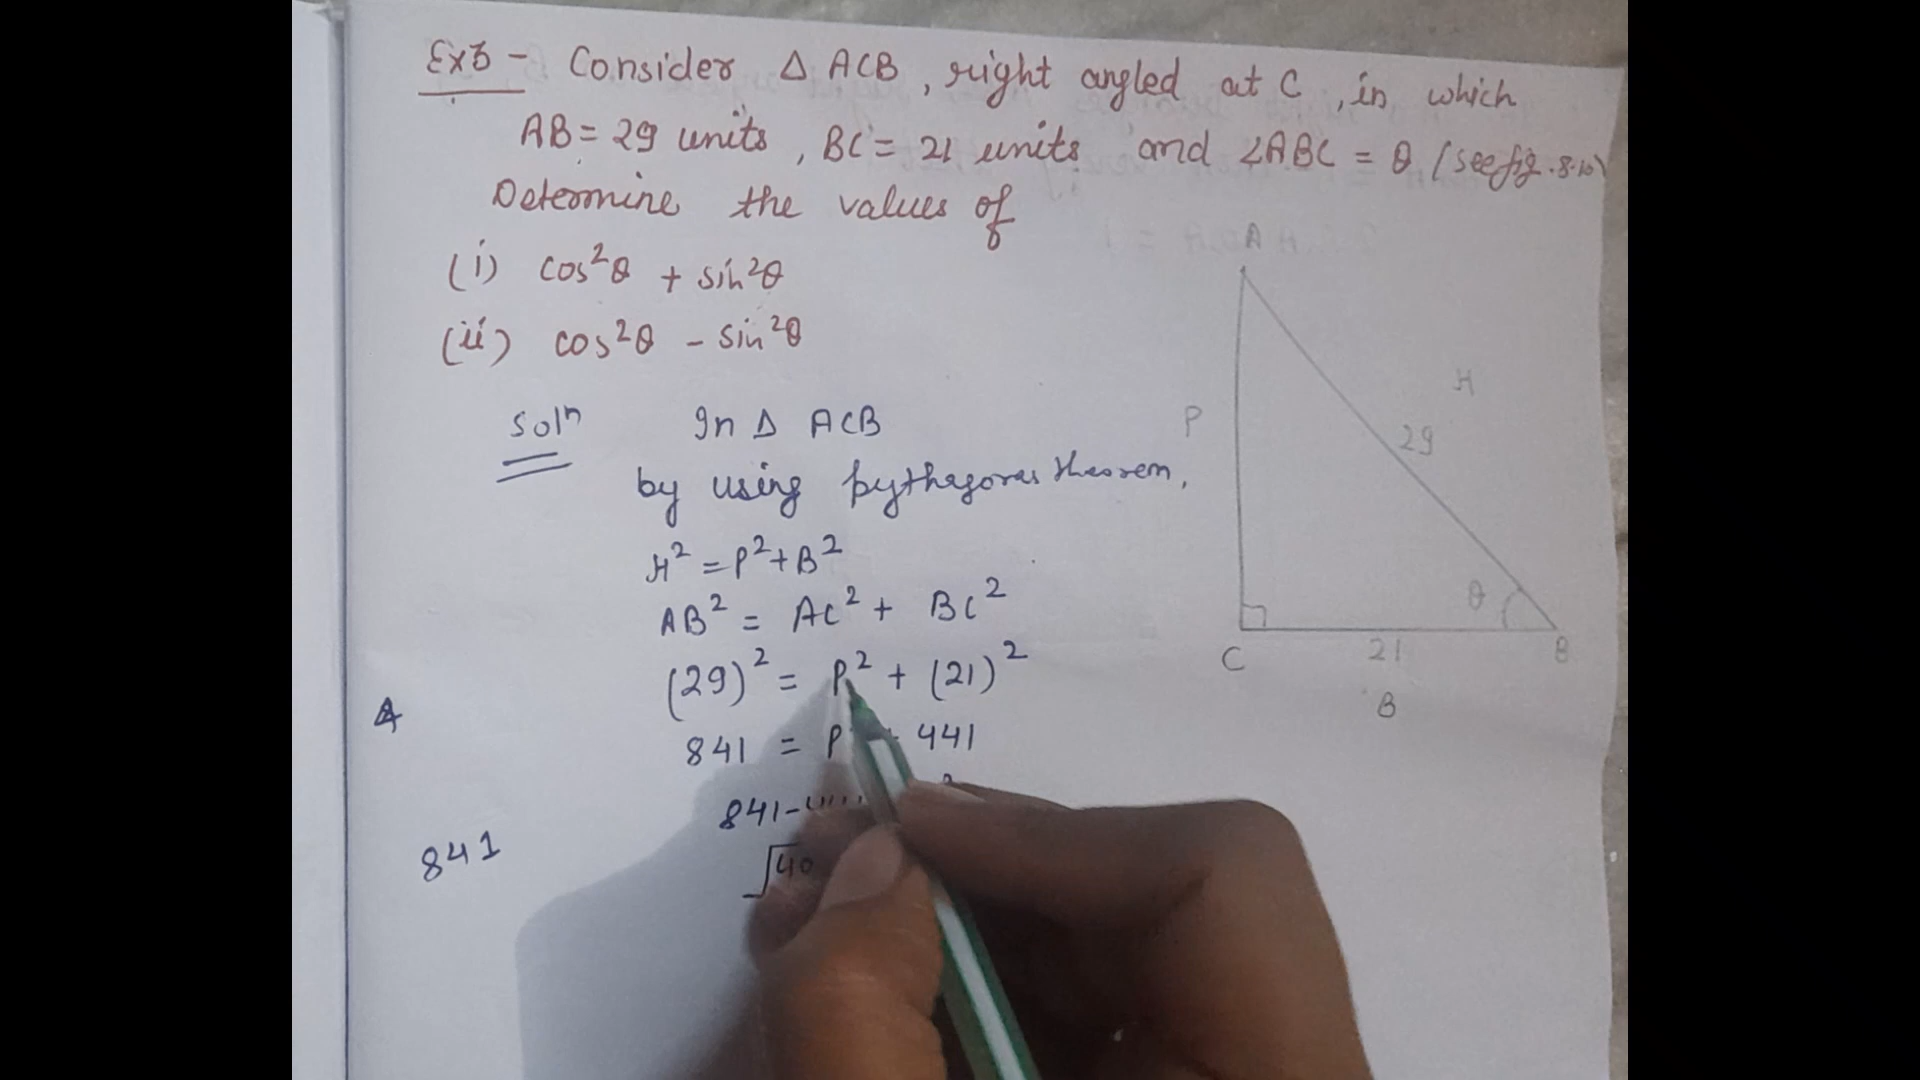 Ex3 - Consider △ ACB, right angled at C, in which
AB = 29 units, BC = 21 units and ∠ABC = θ (see fig. 8.10)
Determine the values of
(i) cos²θ + sin²θ
(ii) cos²θ - sin²θ
Solⁿ In △ ACB
by using pythagoras theorem,
H² = P² + B²
AB² = AC² + BC²
(29)² = P² + (21)²
841 = P 441
841 -
√40
841
A
H
P
29
θ
C 21 B
B